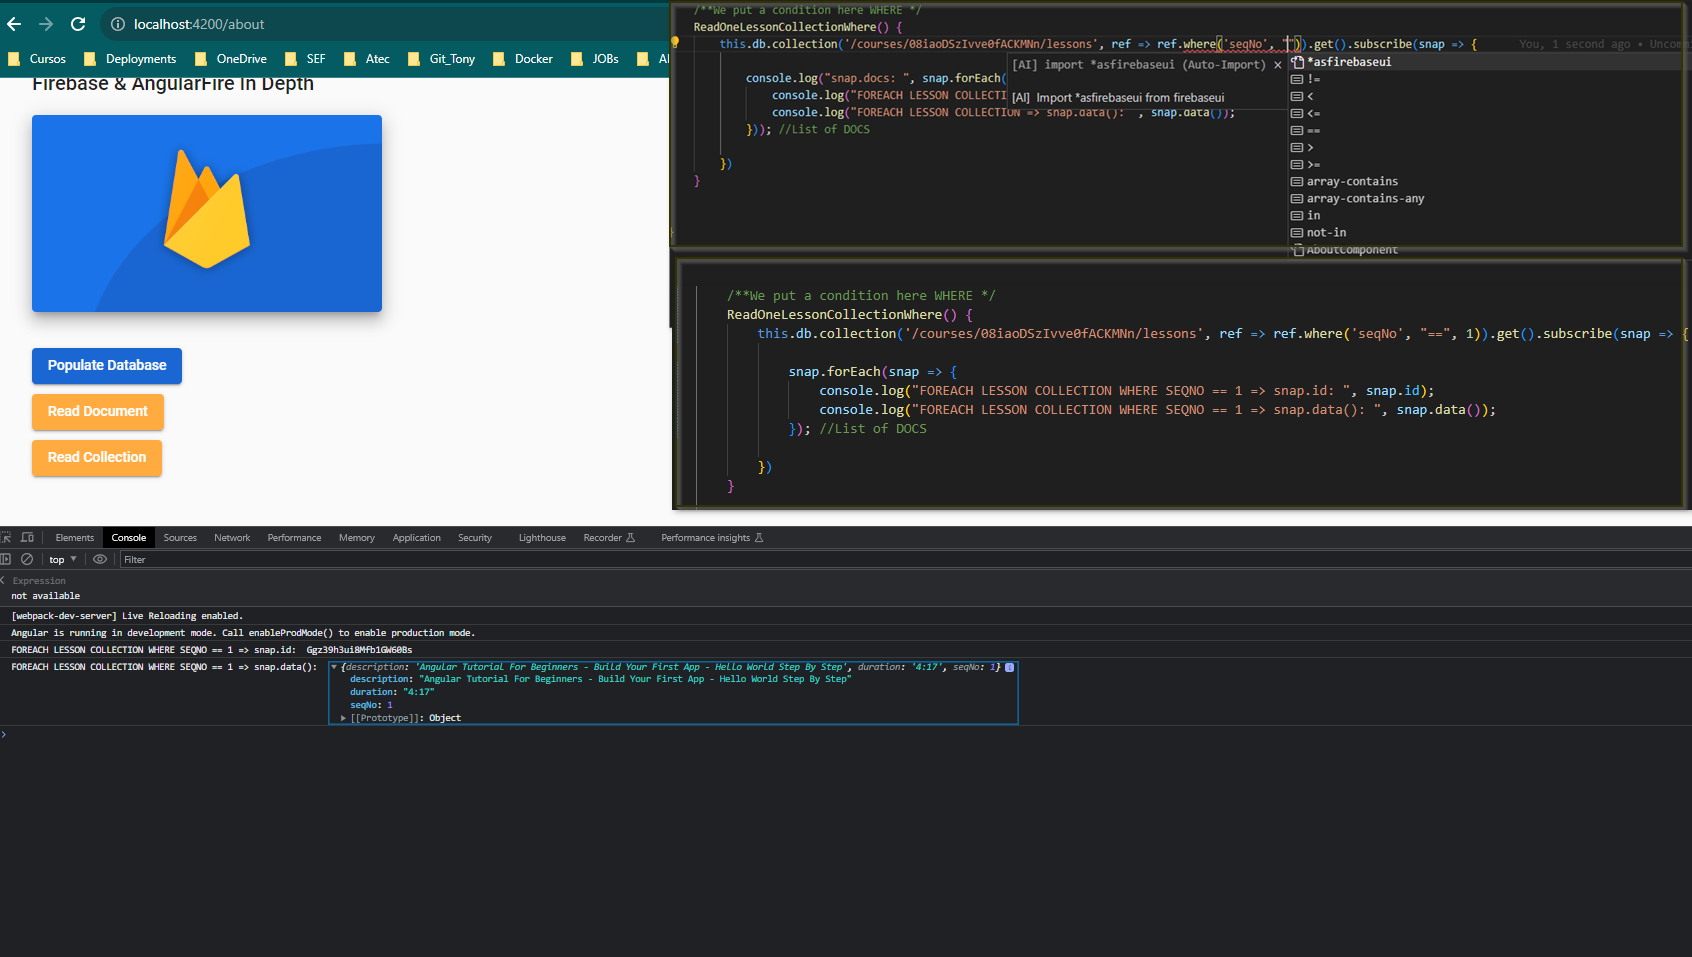 localhost:4200/about
Cursos Deployments OneDrive SEF Atec Git_Tony Docker JOBs
Firebase & AngularFire In Depth
Populate Database
Read Document
Read Collection
/**We put a condition here WHERE */
ReadOneLessonCollectionWhere() {
this.db.collection('/courses/08iaoDSzIvve0fACKMNn/lessons', ref => ref.where('seqNo', "")).get().subscribe(snap => { You, 1 second ago • Uncom
[AI] import *asfirebaseui (Auto-Import) ×
[AI] Import *asfirebaseui from firebaseui
*asfirebaseui
!=
<
<=
==
>
>=
array-contains
array-contains-any
in
not-in
AboutComponent
console.log("snap.docs: ", snap.forEach(
console.log("FOREACH LESSON COLLECTI
console.log("FOREACH LESSON COLLECTION => snap.data(): ", snap.data());
})); //List of DOCS
})
}
/**We put a condition here WHERE */
ReadOneLessonCollectionWhere() {
this.db.collection('/courses/08iaoDSzIvve0fACKMNn/lessons', ref => ref.where('seqNo', "==", 1)).get().subscribe(snap => {
snap.forEach(snap => {
console.log("FOREACH LESSON COLLECTION WHERE SEQNO == 1 => snap.id: ", snap.id);
console.log("FOREACH LESSON COLLECTION WHERE SEQNO == 1 => snap.data(): ", snap.data());
}); //List of DOCS
})
}
Elements Console Sources Network Performance Memory Application Security Lighthouse Recorder Performance insights
top Filter
Expression
not available
[webpack-dev-server] Live Reloading enabled.
Angular is running in development mode. Call enableProdMode() to enable production mode.
FOREACH LESSON COLLECTION WHERE SEQNO == 1 => snap.id: Ggz39h3ui8Mfb1GW60Bs
FOREACH LESSON COLLECTION WHERE SEQNO == 1 => snap.data(): {description: 'Angular Tutorial For Beginners - Build Your First App - Hello World Step By Step', duration: '4:17', seqNo: 1}
description: "Angular Tutorial For Beginners - Build Your First App - Hello World Step By Step"
duration: "4:17"
seqNo: 1
[[Prototype]]: Object